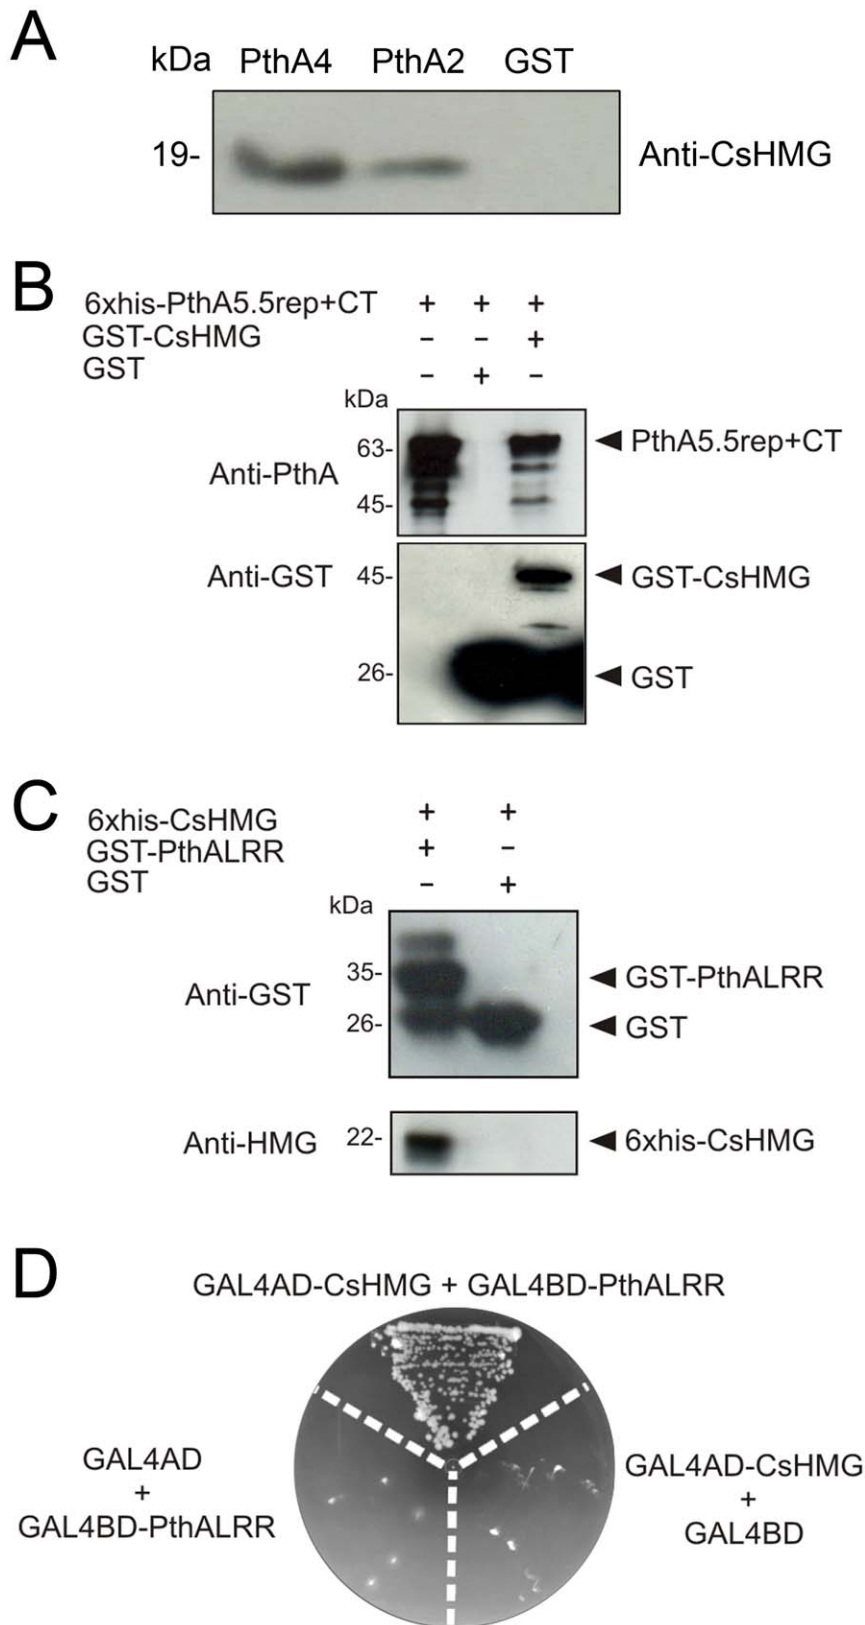 A
kDa PthA4 PthA2 GST
19- Anti-CsHMG
B
6xhis-PthA5.5rep+CT + + +
GST-CsHMG - - +
GST - + -
kDa
63- PthA5.5rep+CT
Anti-PthA
45-
Anti-GST 45- GST-CsHMG
26- GST
C
6xhis-CsHMG + +
GST-PthALRR + -
GST - +
kDa
35- GST-PthALRR
Anti-GST
26- GST
Anti-HMG 22- 6xhis-CsHMG
D
GAL4AD-CsHMG + GAL4BD-PthALRR
GAL4AD
+
GAL4BD-PthALRR
GAL4AD-CsHMG
+
GAL4BD